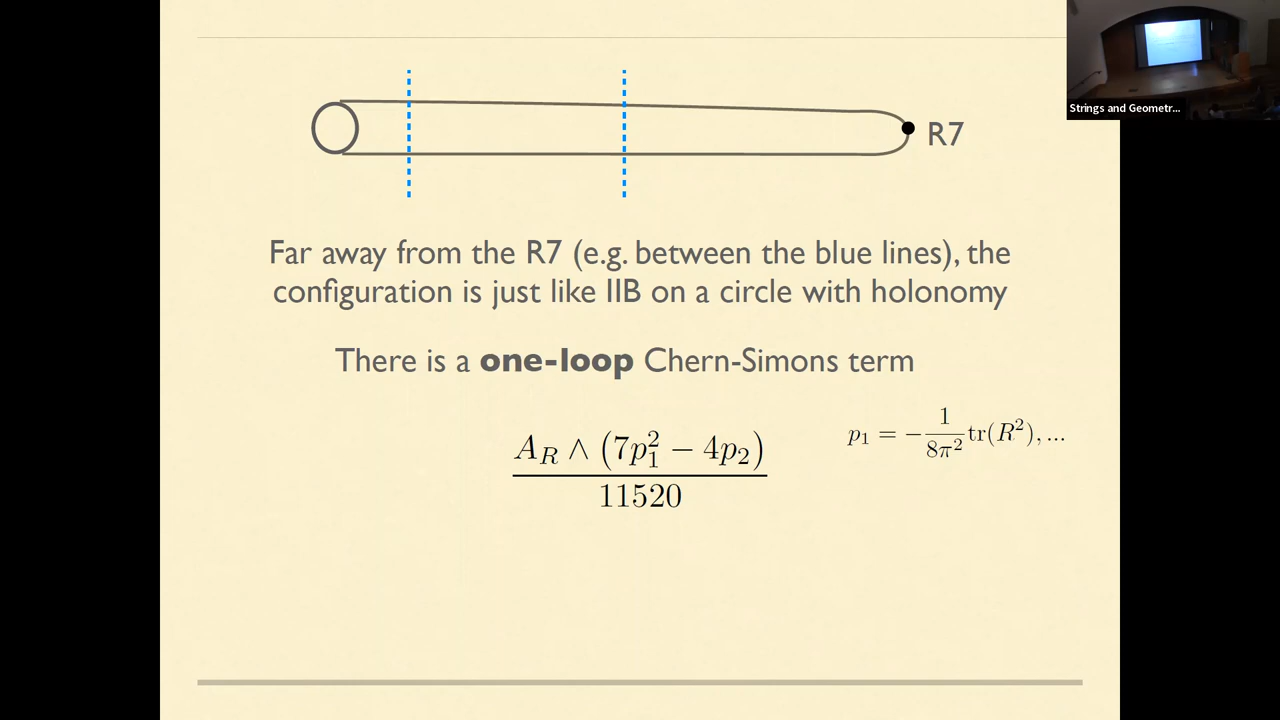 R7
Strings and Geometr...
Far away from the R7 (e.g. between the blue lines), the
configuration is just like IIB on a circle with holonomy
There is a one-loop Chern-Simons term
A_R ∧ (7p_1^2 − 4p_2)
11520
p_1 = − 1/(8π^2) tr(R^2), ...